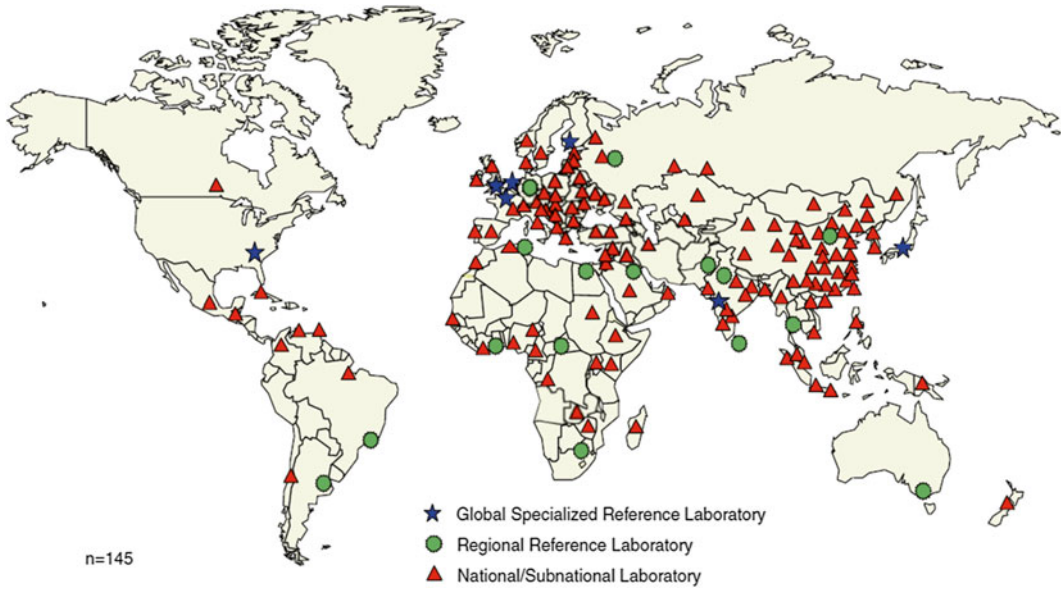 Global Specialized Reference Laboratory
Regional Reference Laboratory
n=145
National/Subnational Laboratory